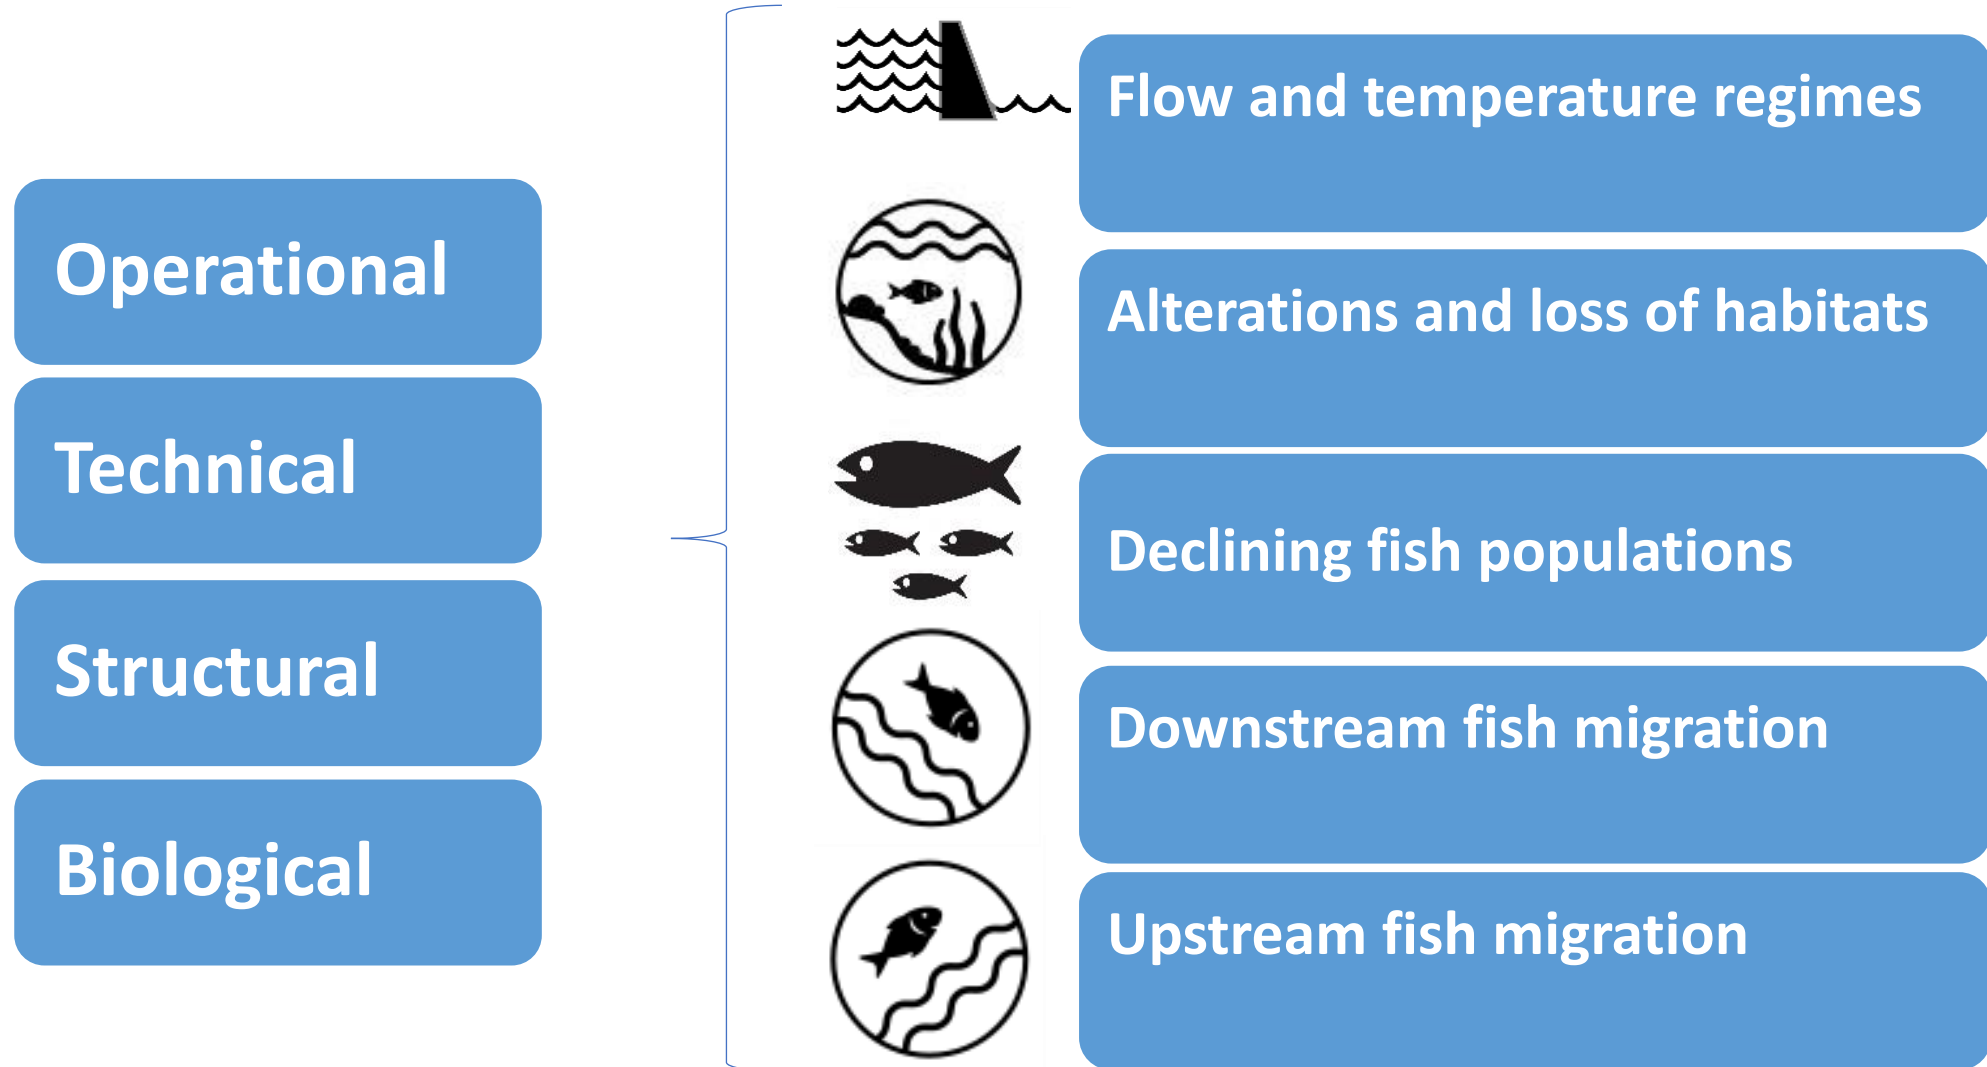 Operational
Technical
Structural
Biological
Flow and temperature regimes
Alterations and loss of habitats
Declining fish populations
Downstream fish migration
Upstream fish migration